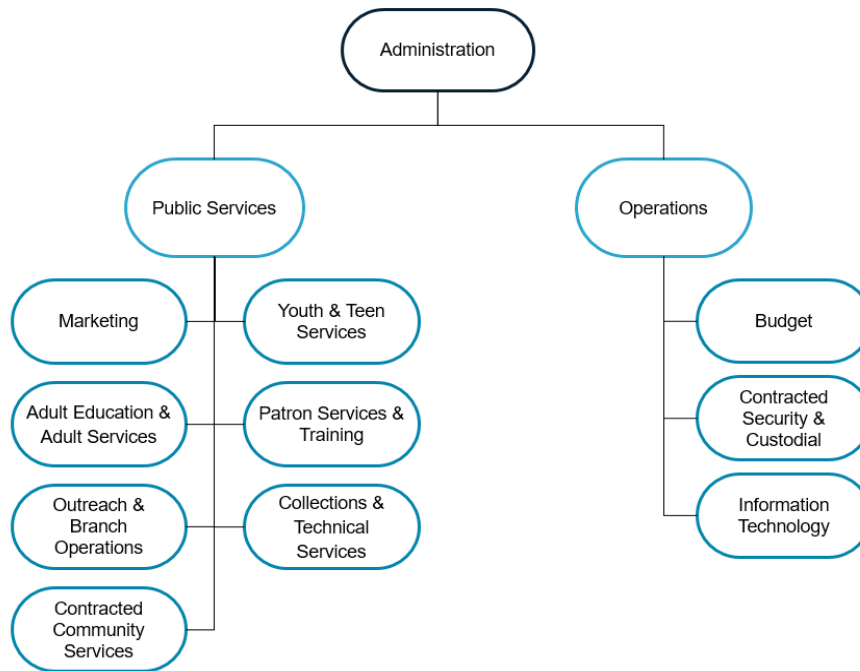 Administration
Public Services
Operations
Marketing
Youth & Teen
Services
Budget
Adult Education &
Adult Services
Patron Services &
Training
Contracted
Security &
Custodial
Outreach &
Branch
Operations
Collections &
Technical
Services
Information
Technology
Contracted
Community
Services